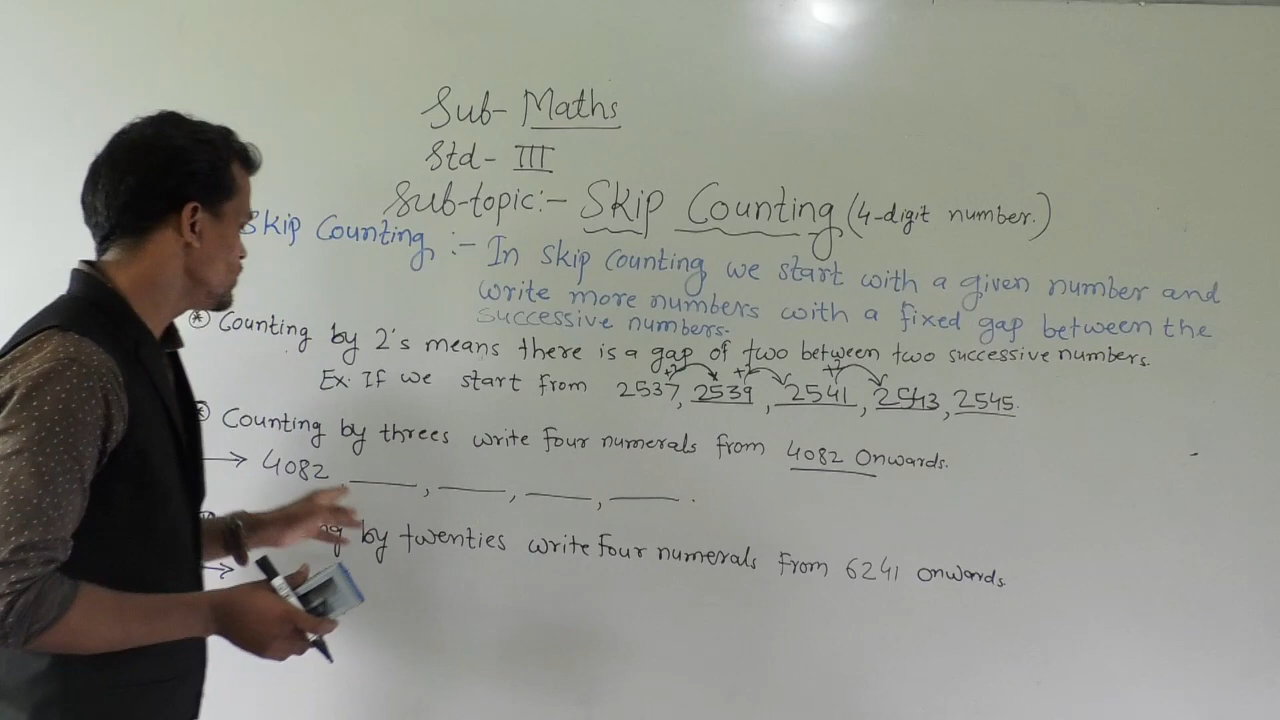 Sub- Maths
Std- III
Sub-topic:- Skip Counting (4-digit number.)
Skip Counting :- In skip counting we start with a given number and
write more numbers with a fixed gap between the
successive numbers.
* Counting by 2's means there is a gap of two between two successive numbers.
+2 +2 +2
Ex. If we start from 2537, 2539, 2541, 2543, 2545.
* Counting by threes write four numerals from 4082 Onwards.
→ 4082, ____, ____, ____, ____.
by twenties write four numerals from 6241 onwards
→